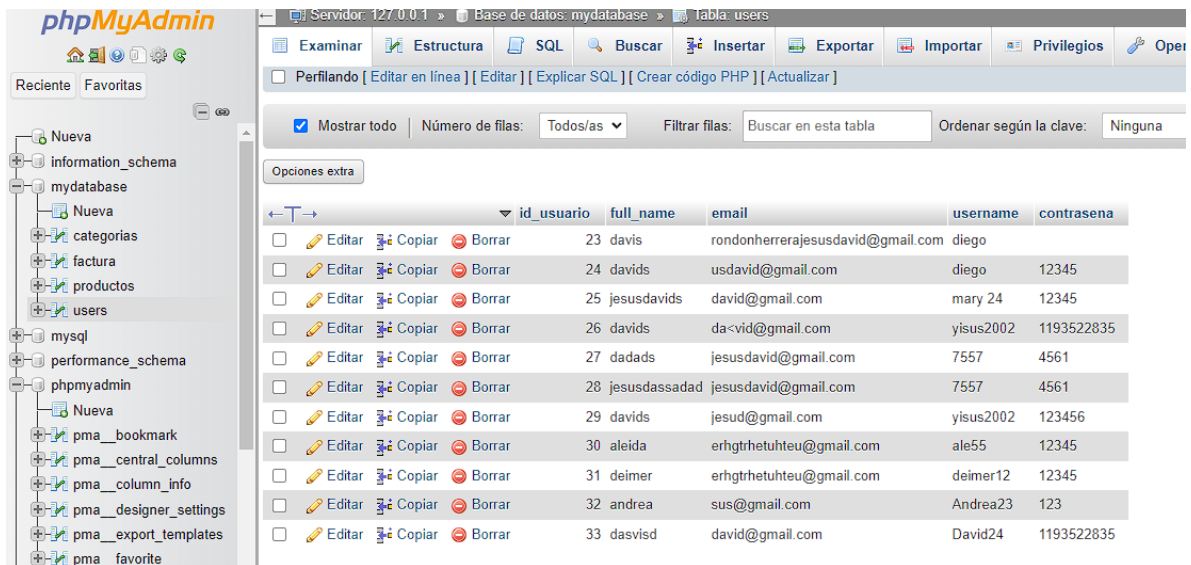 phpMyAdmin
Reciente Favoritas
Nueva
information_schema
mydatabase
Nueva
categorias
factura
productos
users
mysql
performance_schema
phpmyadmin
Nueva
pma__bookmark
pma__central_columns
pma__column_info
pma__designer_settings
pma__export_templates
pma__favorite
Servidor: 127.0.0.1 » Base de datos: mydatabase » Tabla: users
Examinar Estructura SQL Buscar Insertar Exportar Importar Privilegios Oper
Perfilando [ Editar en línea ] [ Editar ] [ Explicar SQL ] [ Crear código PHP ] [ Actualizar ]
Mostrar todo | Número de filas: Todos/as Filtrar filas: Buscar en esta tabla Ordenar según la clave: Ninguna
Opciones extra
←T→ id_usuario full_name email username contrasena
Editar Copiar Borrar 23 davis rondonherrerajesusdavid@gmail.com diego
Editar Copiar Borrar 24 davids usdavid@gmail.com diego 12345
Editar Copiar Borrar 25 jesusdavids david@gmail.com mary 24 12345
Editar Copiar Borrar 26 davids da<vid@gmail.com yisus2002 1193522835
Editar Copiar Borrar 27 dadads jesusdavid@gmail.com 7557 4561
Editar Copiar Borrar 28 jesusdassadad jesusdavid@gmail.com 7557 4561
Editar Copiar Borrar 29 davids jesud@gmail.com yisus2002 123456
Editar Copiar Borrar 30 aleida erhgtrhetuhteu@gmail.com ale55 12345
Editar Copiar Borrar 31 deimer erhgtrhetuhteu@gmail.com deimer12 12345
Editar Copiar Borrar 32 andrea sus@gmail.com Andrea23 123
Editar Copiar Borrar 33 dasvisd david@gmail.com David24 1193522835